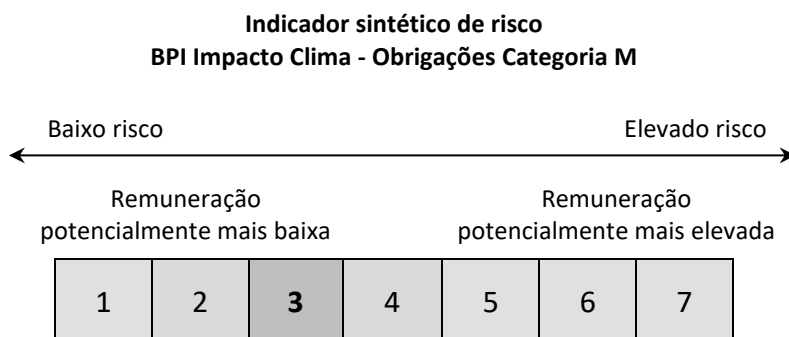 Indicador sintético de risco
BPI Impacto Clima - Obrigações Categoria M
Baixo risco Elevado risco
Remuneração Remuneração
potencialmente mais baixa potencialmente mais elevada
1 2 3 4 5 6 7